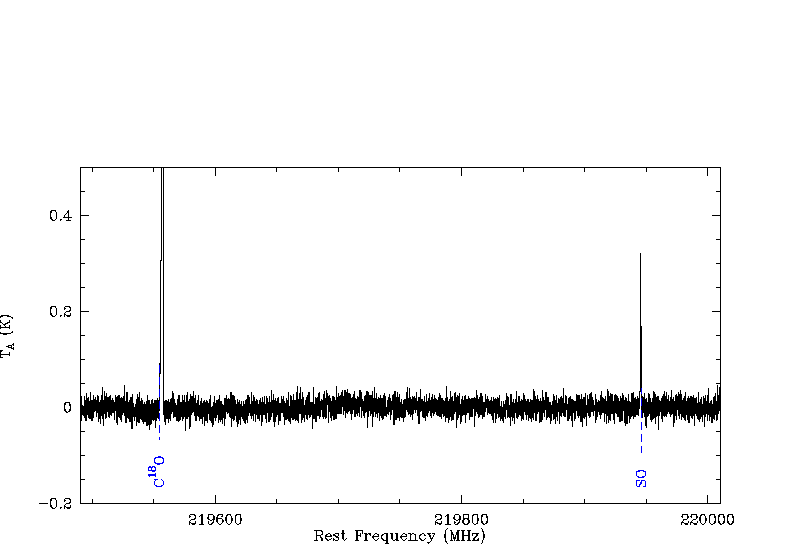 0.4
0.2
0
-0.2
T_A (K)
C^18O
SO
219600 219800 220000
Rest Frequency (MHz)